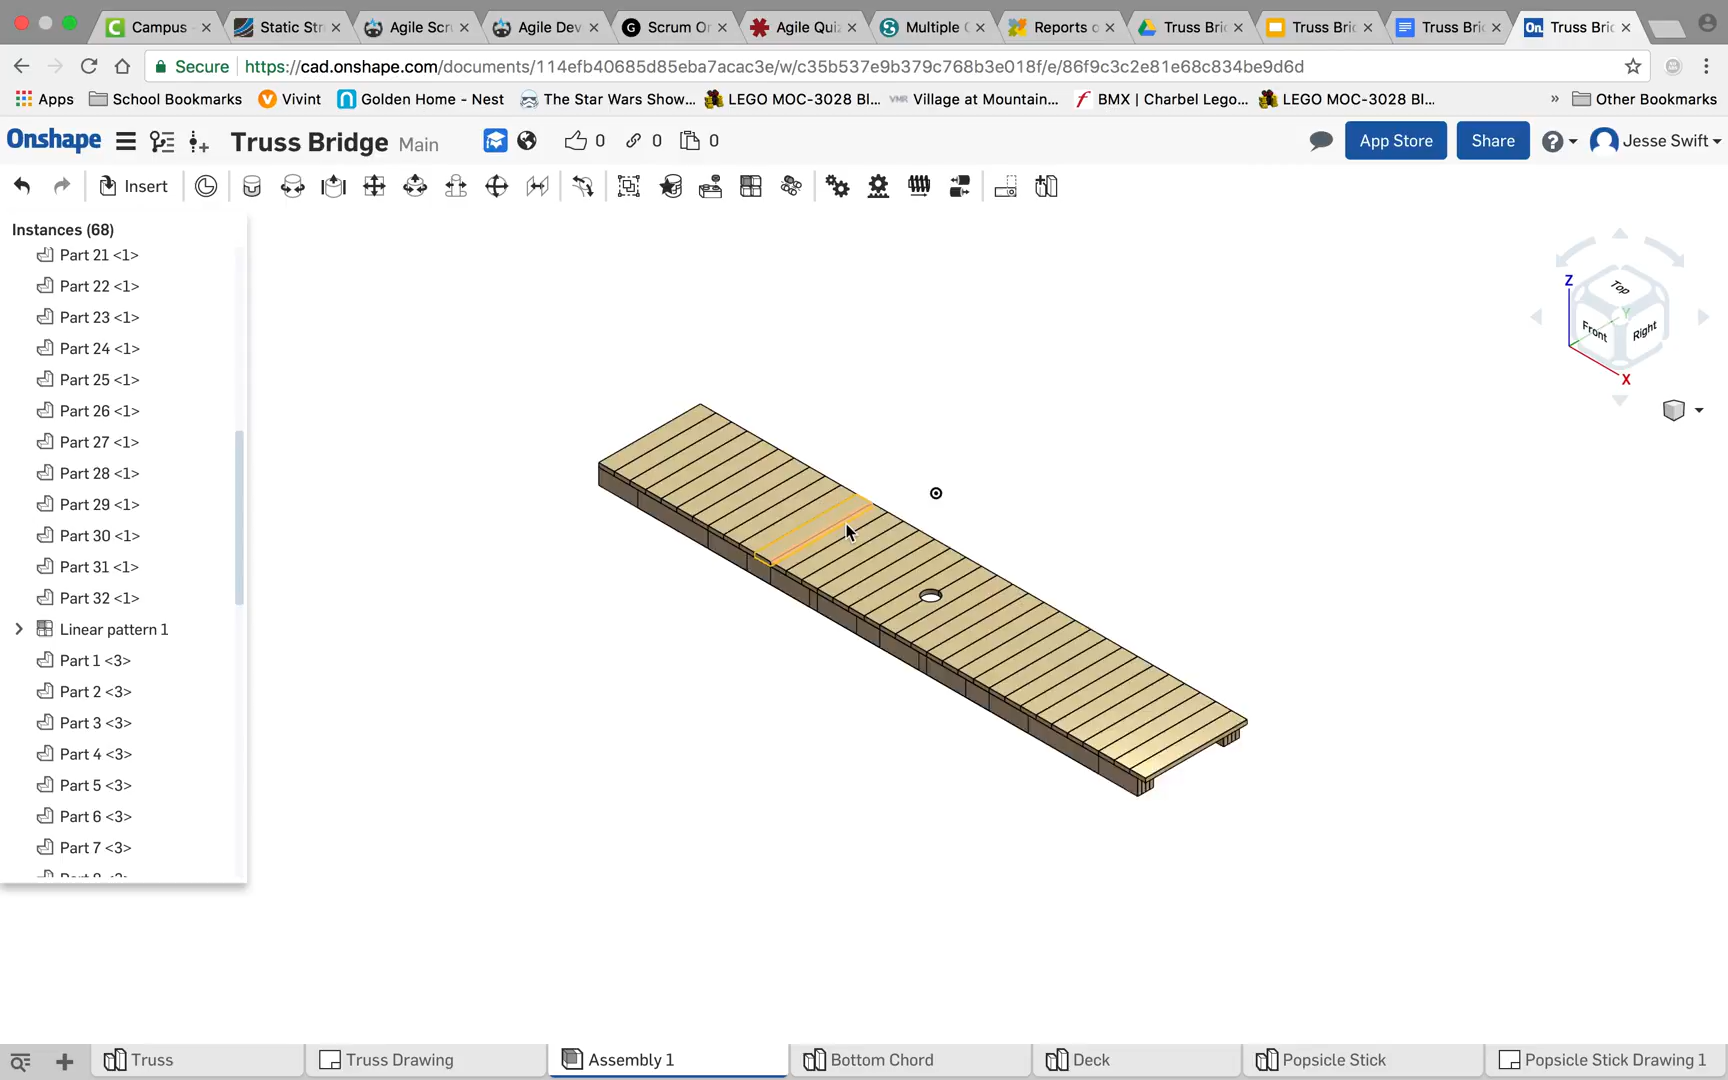 Campus
Static Str
Agile Scr
Agile Dev
Scrum Or
Agile Qui
Multiple
Reports o
Truss Bri
Truss Bri
Truss Bri
Truss Bri
Secure
https://cad.onshape.com/documents/114efb40685d85eba7acac3e/w/c35b537e9b379c768b3e018f/e/86f9c3c2e81e68c834be9d6d
Apps
School Bookmarks
Vivint
Golden Home - Nest
The Star Wars Show...
LEGO MOC-3028 Bl...
Village at Mountain...
BMX | Charbel Lego...
LEGO MOC-3028 Bl...
»
Other Bookmarks
Onshape
Truss Bridge Main
0
0
0
App Store
Share
Jesse Swift
Insert
Instances (68)
Part 21 <1>
Part 22 <1>
Part 23 <1>
Part 24 <1>
Part 25 <1>
Part 26 <1>
Part 27 <1>
Part 28 <1>
Part 29 <1>
Part 30 <1>
Part 31 <1>
Part 32 <1>
Linear pattern 1
Part 1 <3>
Part 2 <3>
Part 3 <3>
Part 4 <3>
Part 5 <3>
Part 6 <3>
Part 7 <3>
Z
Top
Y
Front
Right
X
Truss
Truss Drawing
Assembly 1
Bottom Chord
Deck
Popsicle Stick
Popsicle Stick Drawing 1